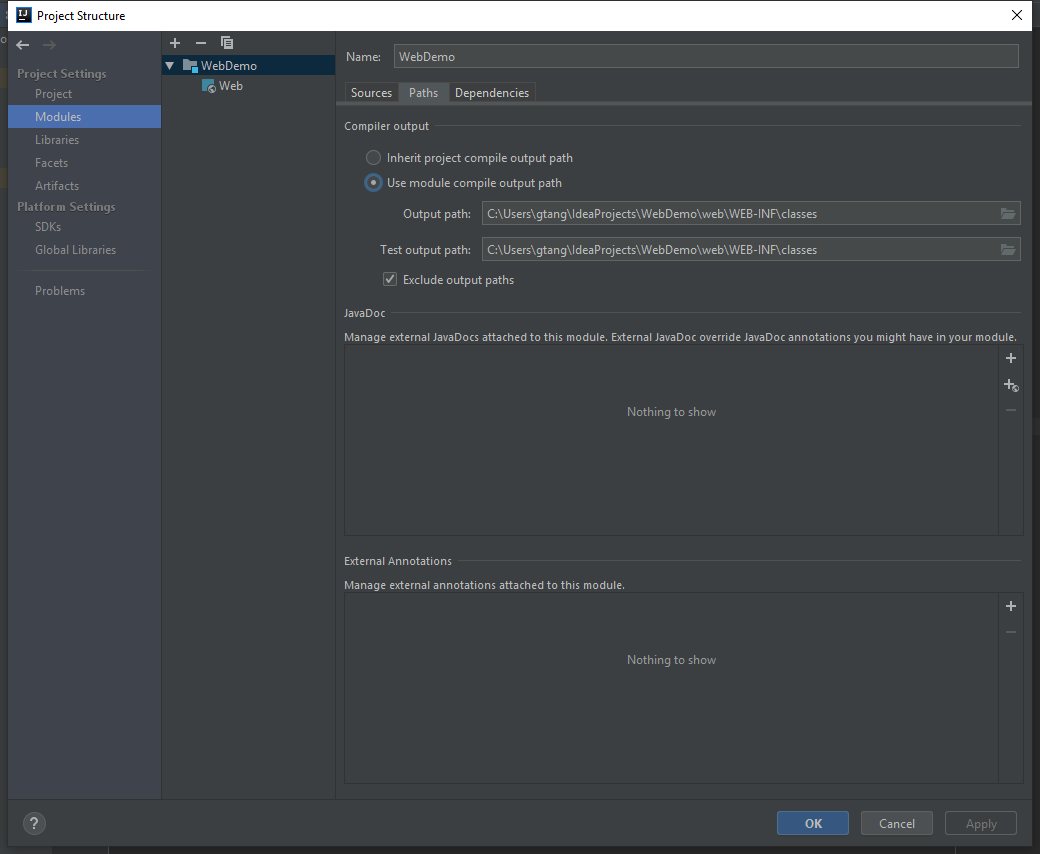 Project Structure
Project Settings
Project
Modules
Libraries
Facets
Artifacts
Platform Settings
SDKs
Global Libraries
Problems
WebDemo
Web
Name: WebDemo
Sources Paths Dependencies
Compiler output
Inherit project compile output path
Use module compile output path
Output path: C:\Users\gtang\IdeaProjects\WebDemo\web\WEB-INF\classes
Test output path: C:\Users\gtang\IdeaProjects\WebDemo\web\WEB-INF\classes
Exclude output paths
JavaDoc
Manage external JavaDocs attached to this module. External JavaDoc override JavaDoc annotations you might have in your module.
Nothing to show
External Annotations
Manage external annotations attached to this module.
Nothing to show
? OK Cancel Apply